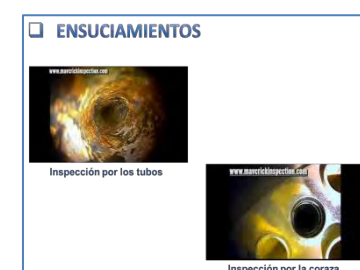 ❑ ENSUCIAMIENTOS
www.maverickinspection.com
Inspección por los tubos
www.maverickinspection.com
Inspección por la coraza